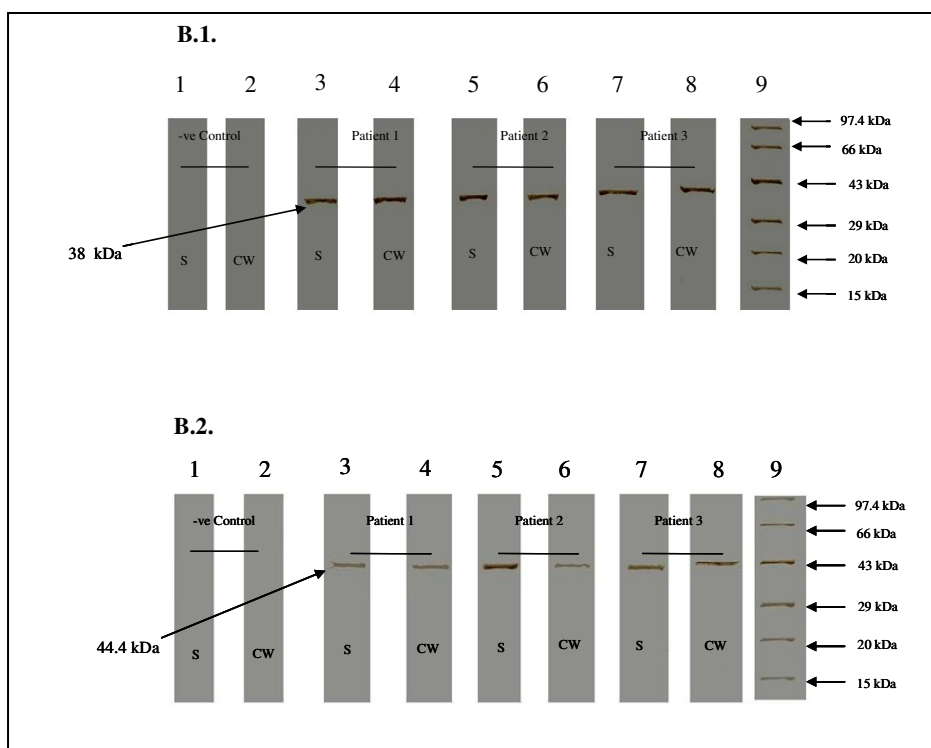 B.1.
1 2 3 4 5 6 7 8 9
-ve Control Patient 1 Patient 2 Patient 3
97.4 kDa
66 kDa
43 kDa
38 kDa
S CW S CW S CW S CW
29 kDa
20 kDa
15 kDa
B.2.
1 2 3 4 5 6 7 8 9
-ve Control Patient 1 Patient 2 Patient 3
97.4 kDa
66 kDa
43 kDa
44.4 kDa
S CW S CW S CW S CW
29 kDa
20 kDa
15 kDa